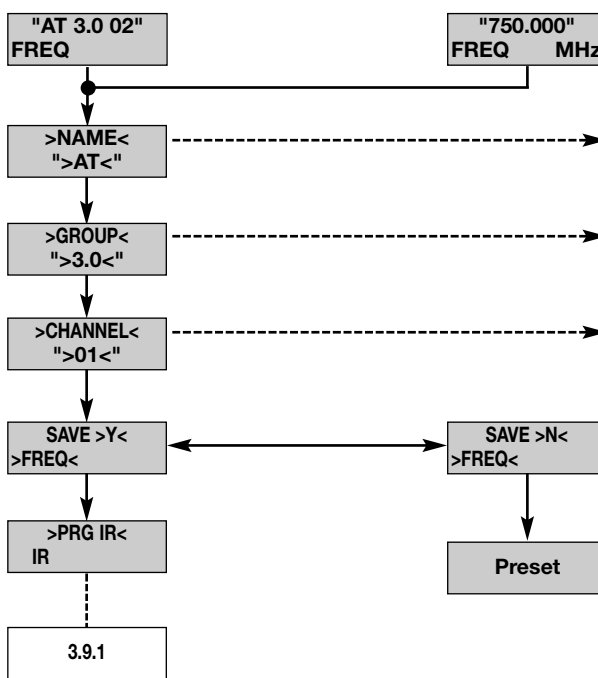 "AT 3.0 02"
FREQ
"750.000"
FREQ MHz
>NAME<
">AT<"
>GROUP<
">3.0<"
>CHANNEL<
">01<"
SAVE >Y<
>FREQ<
SAVE >N<
>FREQ<
>PRG IR<
IR
Preset
3.9.1